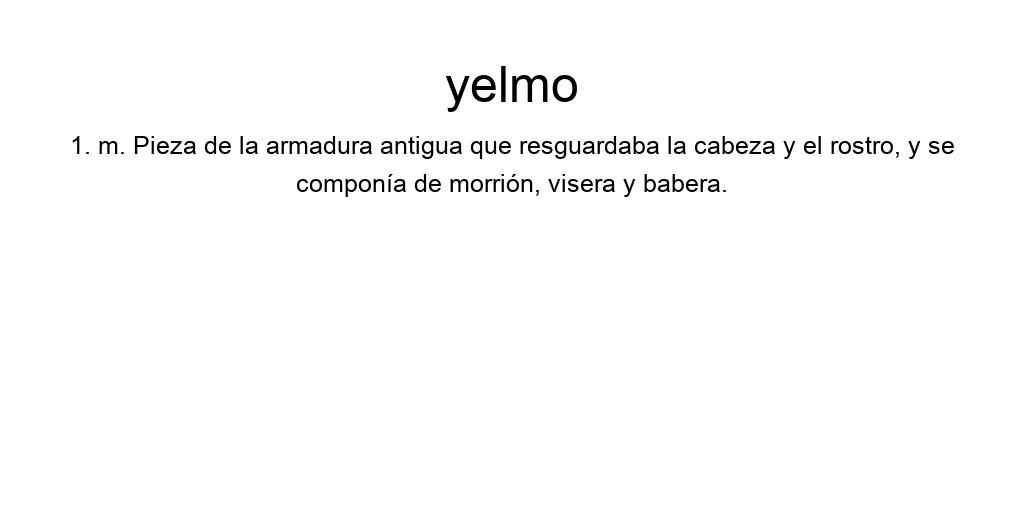 yelmo
1. m. Pieza de la armadura antigua que resguardaba la cabeza y el rostro, y se
componía de morrión, visera y babera.